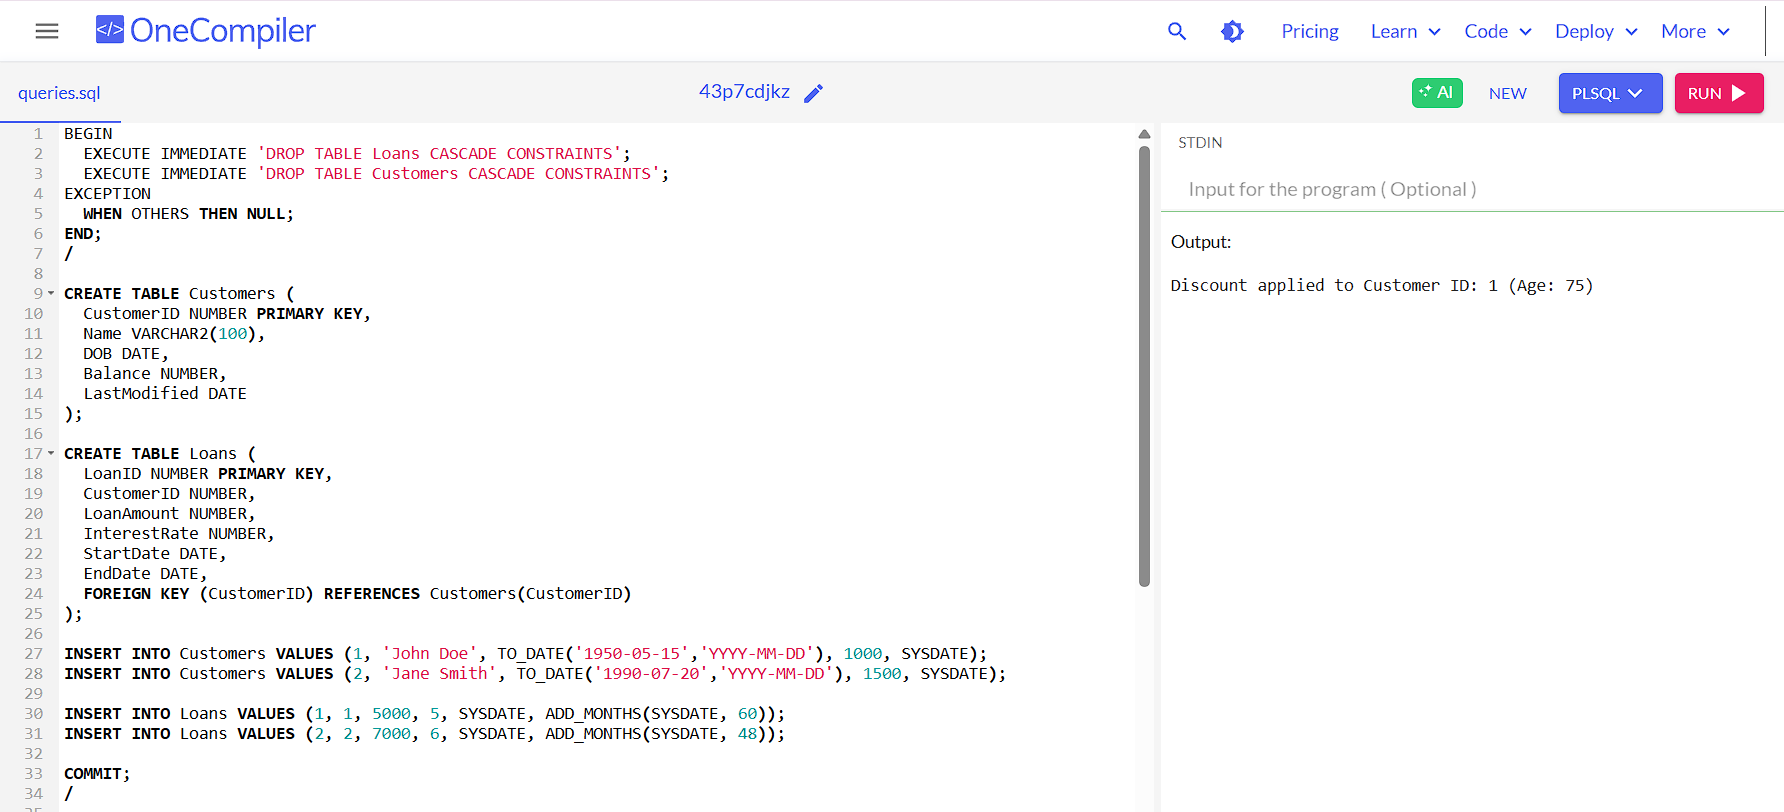 </> OneCompiler
Pricing Learn Code Deploy More
queries.sql
43p7cdjkz
AI NEW PLSQL RUN
1 BEGIN
2   EXECUTE IMMEDIATE 'DROP TABLE Loans CASCADE CONSTRAINTS';
3   EXECUTE IMMEDIATE 'DROP TABLE Customers CASCADE CONSTRAINTS';
4 EXCEPTION
5   WHEN OTHERS THEN NULL;
6 END;
7 /
8
9 CREATE TABLE Customers (
10   CustomerID NUMBER PRIMARY KEY,
11   Name VARCHAR2(100),
12   DOB DATE,
13   Balance NUMBER,
14   LastModified DATE
15 );
16
17 CREATE TABLE Loans (
18   LoanID NUMBER PRIMARY KEY,
19   CustomerID NUMBER,
20   LoanAmount NUMBER,
21   InterestRate NUMBER,
22   StartDate DATE,
23   EndDate DATE,
24   FOREIGN KEY (CustomerID) REFERENCES Customers(CustomerID)
25 );
26
27 INSERT INTO Customers VALUES (1, 'John Doe', TO_DATE('1950-05-15','YYYY-MM-DD'), 1000, SYSDATE);
28 INSERT INTO Customers VALUES (2, 'Jane Smith', TO_DATE('1990-07-20','YYYY-MM-DD'), 1500, SYSDATE);
29
30 INSERT INTO Loans VALUES (1, 1, 5000, 5, SYSDATE, ADD_MONTHS(SYSDATE, 60));
31 INSERT INTO Loans VALUES (2, 2, 7000, 6, SYSDATE, ADD_MONTHS(SYSDATE, 48));
32
33 COMMIT;
34 /
STDIN
Input for the program ( Optional )
Output:
Discount applied to Customer ID: 1 (Age: 75)